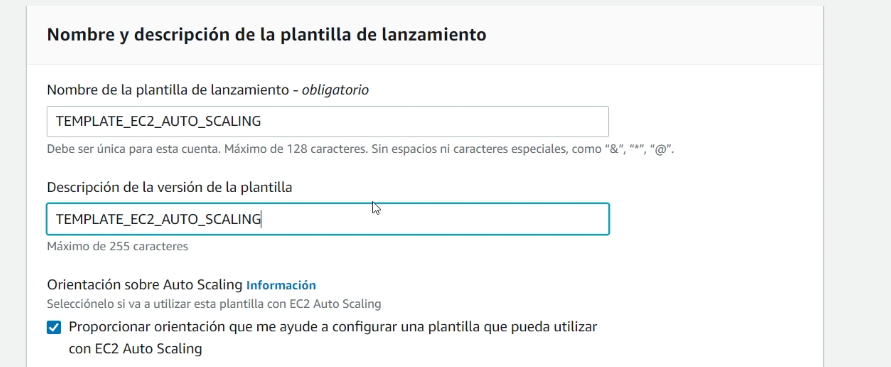 Nombre y descripción de la plantilla de lanzamiento
Nombre de la plantilla de lanzamiento - obligatorio
TEMPLATE_EC2_AUTO_SCALING
Debe ser única para esta cuenta. Máximo de 128 caracteres. Sin espacios ni caracteres especiales, como "&", "*", "@".
Descripción de la versión de la plantilla
TEMPLATE_EC2_AUTO_SCALING
Máximo de 255 caracteres
Orientación sobre Auto Scaling Información
Selecciónelo si va a utilizar esta plantilla con EC2 Auto Scaling
Proporcionar orientación que me ayude a configurar una plantilla que pueda utilizar
con EC2 Auto Scaling